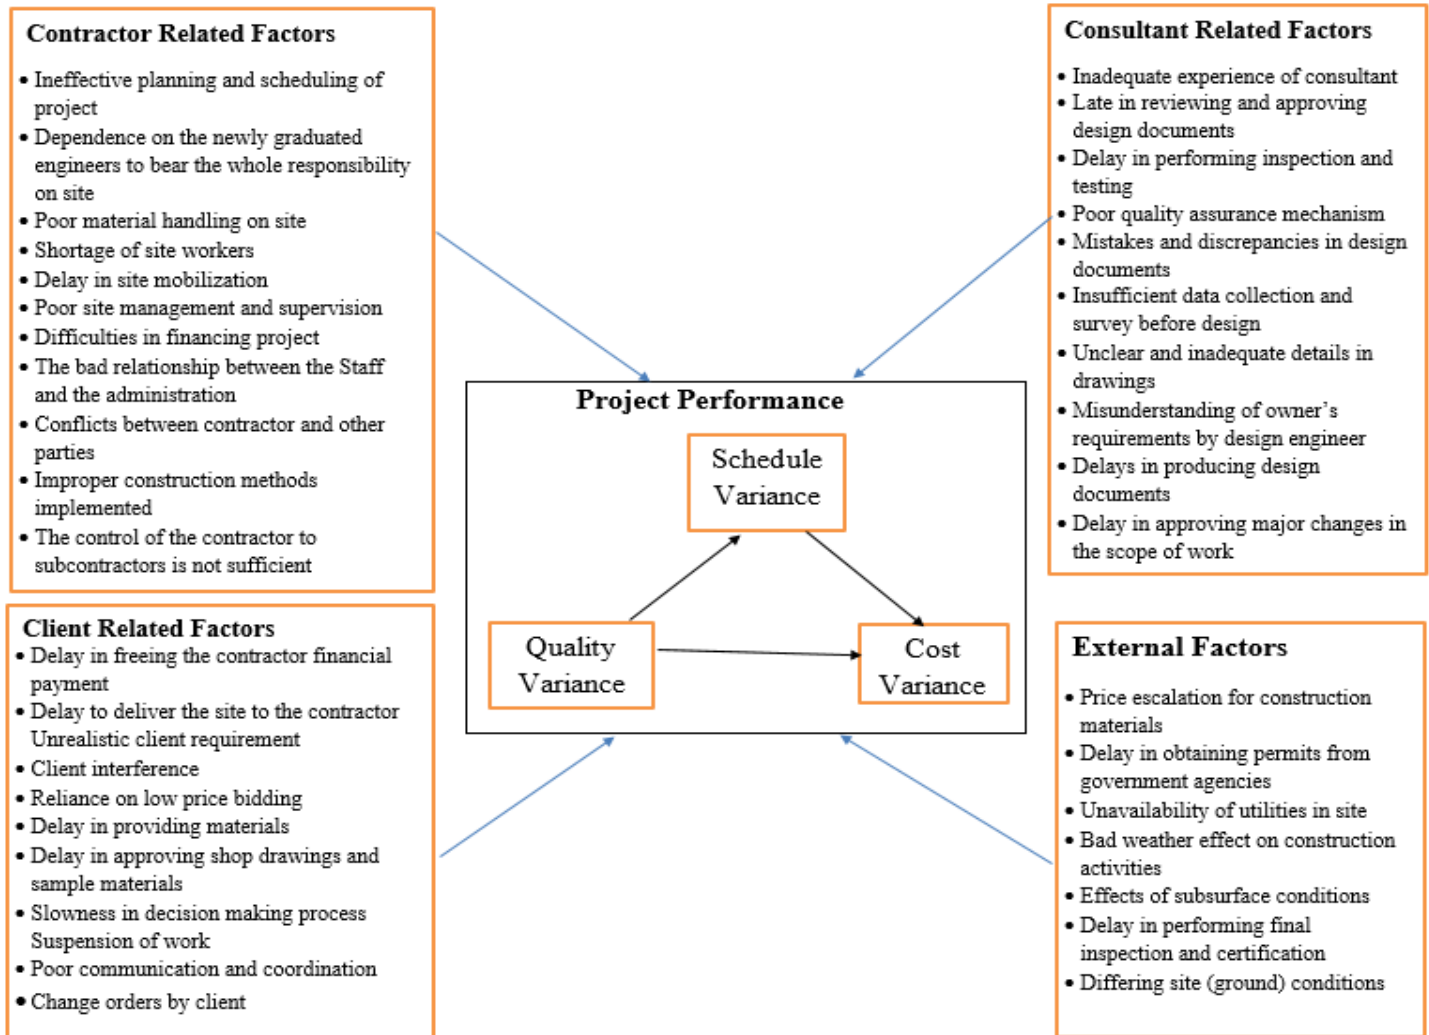 Contractor Related Factors
• Ineffective planning and scheduling of
project
• Dependence on the newly graduated
engineers to bear the whole responsibility
on site
• Poor material handling on site
• Shortage of site workers
• Delay in site mobilization
• Poor site management and supervision
• Difficulties in financing project
• The bad relationship between the Staff
and the administration
• Conflicts between contractor and other
parties
• Improper construction methods
implemented
• The control of the contractor to
subcontractors is not sufficient
Consultant Related Factors
• Inadequate experience of consultant
• Late in reviewing and approving
design documents
• Delay in performing inspection and
testing
• Poor quality assurance mechanism
• Mistakes and discrepancies in design
documents
• Insufficient data collection and
survey before design
• Unclear and inadequate details in
drawings
• Misunderstanding of owner’s
requirements by design engineer
• Delays in producing design
documents
• Delay in approving major changes in
the scope of work
Project Performance
Schedule
Variance
Quality
Variance
Cost
Variance
Client Related Factors
• Delay in freeing the contractor financial
payment
• Delay to deliver the site to the contractor
Unrealistic client requirement
• Client interference
• Reliance on low price bidding
• Delay in providing materials
• Delay in approving shop drawings and
sample materials
• Slowness in decision making process
Suspension of work
• Poor communication and coordination
• Change orders by client
External Factors
• Price escalation for construction
materials
• Delay in obtaining permits from
government agencies
• Unavailability of utilities in site
• Bad weather effect on construction
activities
• Effects of subsurface conditions
• Delay in performing final
inspection and certification
• Differing site (ground) conditions